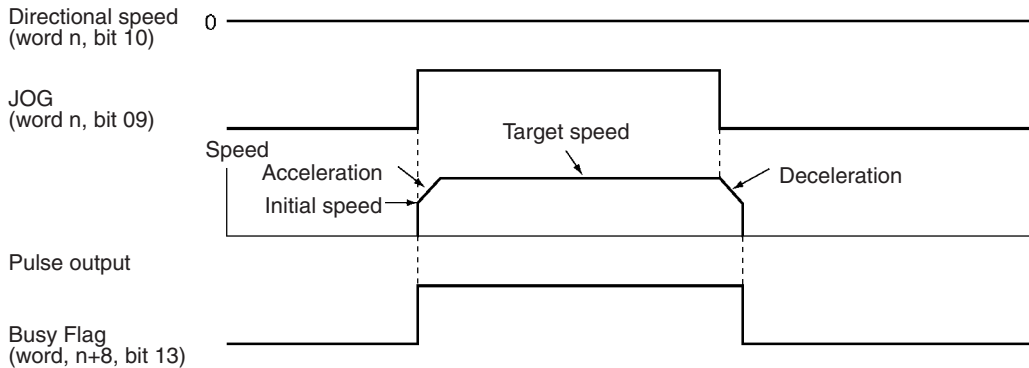 Directional speed
(word n, bit 10)
0
JOG
(word n, bit 09)
Speed
Target speed
Acceleration
Deceleration
Initial speed
Pulse output
Busy Flag
(word, n+8, bit 13)